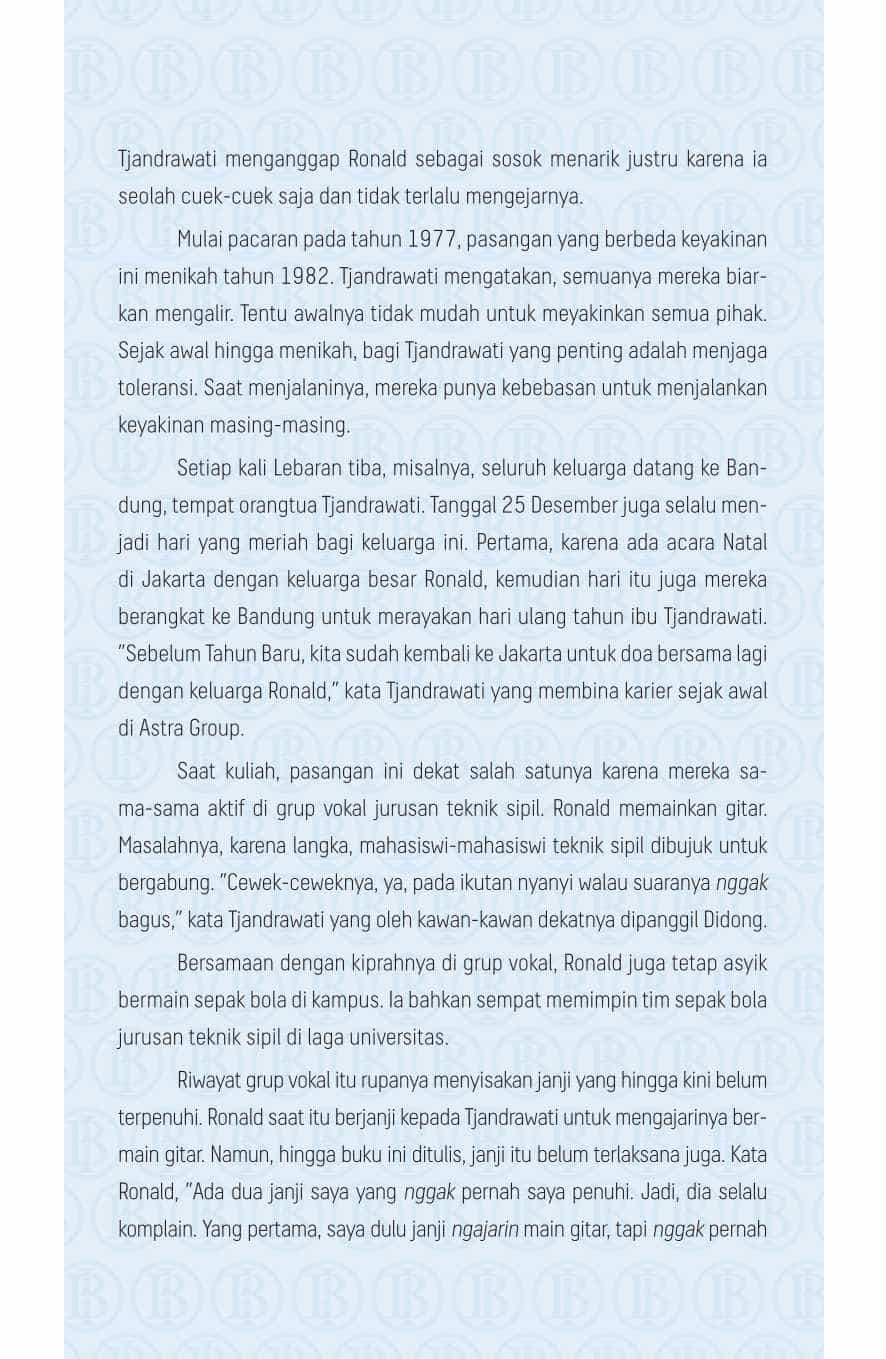 Tjandrawati menganggap Ronald sebagai sosok menarik justru karena ia
seolah cuek-cuek saja dan tidak terlalu mengejarnya.
Mulai pacaran pada tahun 1977, pasangan yang berbeda keyakinan
ini menikah tahun 1982. Tjandrawati mengatakan, semuanya mereka biar-
kan mengalir. Tentu awalnya tidak mudah untuk meyakinkan semua pihak.
Sejak awal hingga menikah, bagi Tjandrawati yang penting adalah menjaga
toleransi. Saat menjalaninya, mereka punya kebebasan untuk menjalankan
keyakinan masing-masing.
Setiap kali Lebaran tiba, misalnya, seluruh keluarga datang ke Ban-
dung, tempat orangtua Tjandrawati. Tanggal 25 Desember juga selalu men-
jadi hari yang meriah bagi keluarga ini. Pertama, karena ada acara Natal
di Jakarta dengan keluarga besar Ronald, kemudian hari itu juga mereka
berangkat ke Bandung untuk merayakan hari ulang tahun ibu Tjandrawati.
"Sebelum Tahun Baru, kita sudah kembali ke Jakarta untuk doa bersama lagi
dengan keluarga Ronald," kata Tjandrawati yang membina karier sejak awal
di Astra Group.
Saat kuliah, pasangan ini dekat salah satunya karena mereka sa-
ma-sama aktif di grup vokal jurusan teknik sipil. Ronald memainkan gitar.
Masalahnya, karena langka, mahasiswi-mahasiswi teknik sipil dibujuk untuk
bergabung. "Cewek-ceweknya, ya, pada ikutan nyanyi walau suaranya nggak
bagus," kata Tjandrawati yang oleh kawan-kawan dekatnya dipanggil Didong.
Bersamaan dengan kiprahnya di grup vokal, Ronald juga tetap asyik
bermain sepak bola di kampus. Ia bahkan sempat memimpin tim sepak bola
jurusan teknik sipil di laga universitas.
Riwayat grup vokal itu rupanya menyisakan janji yang hingga kini belum
terpenuhi. Ronald saat itu berjanji kepada Tjandrawati untuk mengajarinya ber-
main gitar. Namun, hingga buku ini ditulis, janji itu belum terlaksana juga. Kata
Ronald, "Ada dua janji saya yang nggak pernah saya penuhi. Jadi, dia selalu
komplain. Yang pertama, saya dulu janji ngajarin main gitar, tapi nggak pernah